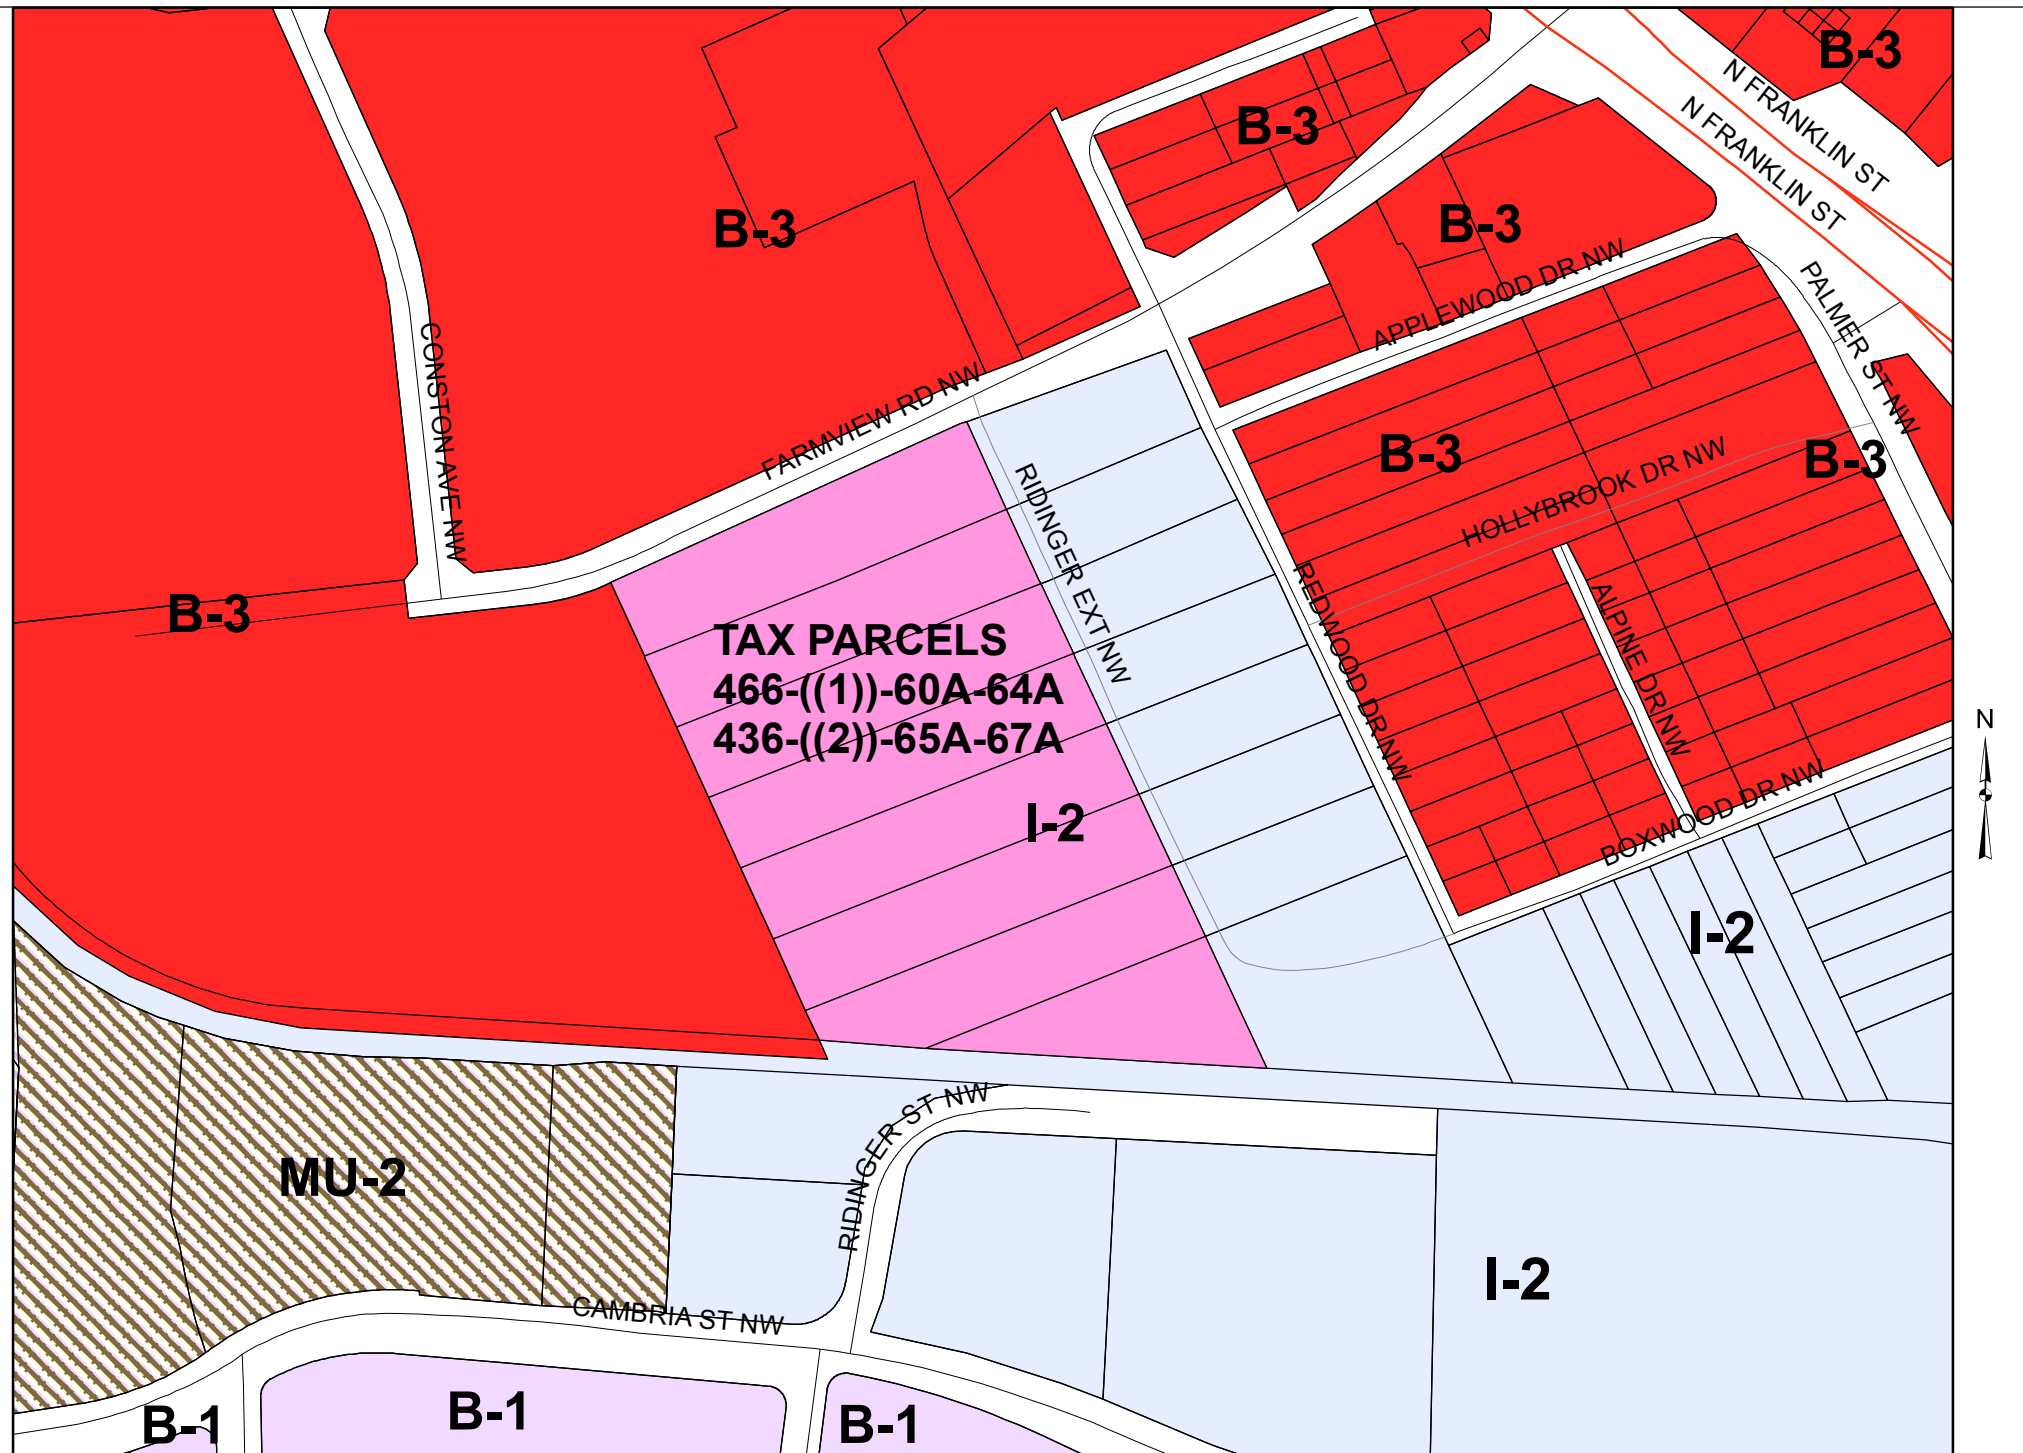 B-3
N FRANKLIN ST
N FRANKLIN ST
B-3
B-3
B-3
APPLEWOOD DR NW
PALMER ST NW
CONSTON AVE NW
FARMVIEW RD NW
B-3
B-3
HOLLYBROOK DR NW
RIDINGER EXT NW
REDWOOD DR NW
ALPINE DR NW
B-3
TAX PARCELS
466-((1))-60A-64A
436-((2))-65A-67A
N
BOXWOOD DR NW
I-2
I-2
RIDINGER ST NW
MU-2
I-2
CAMBRIA ST NW
B-1
B-1
B-1